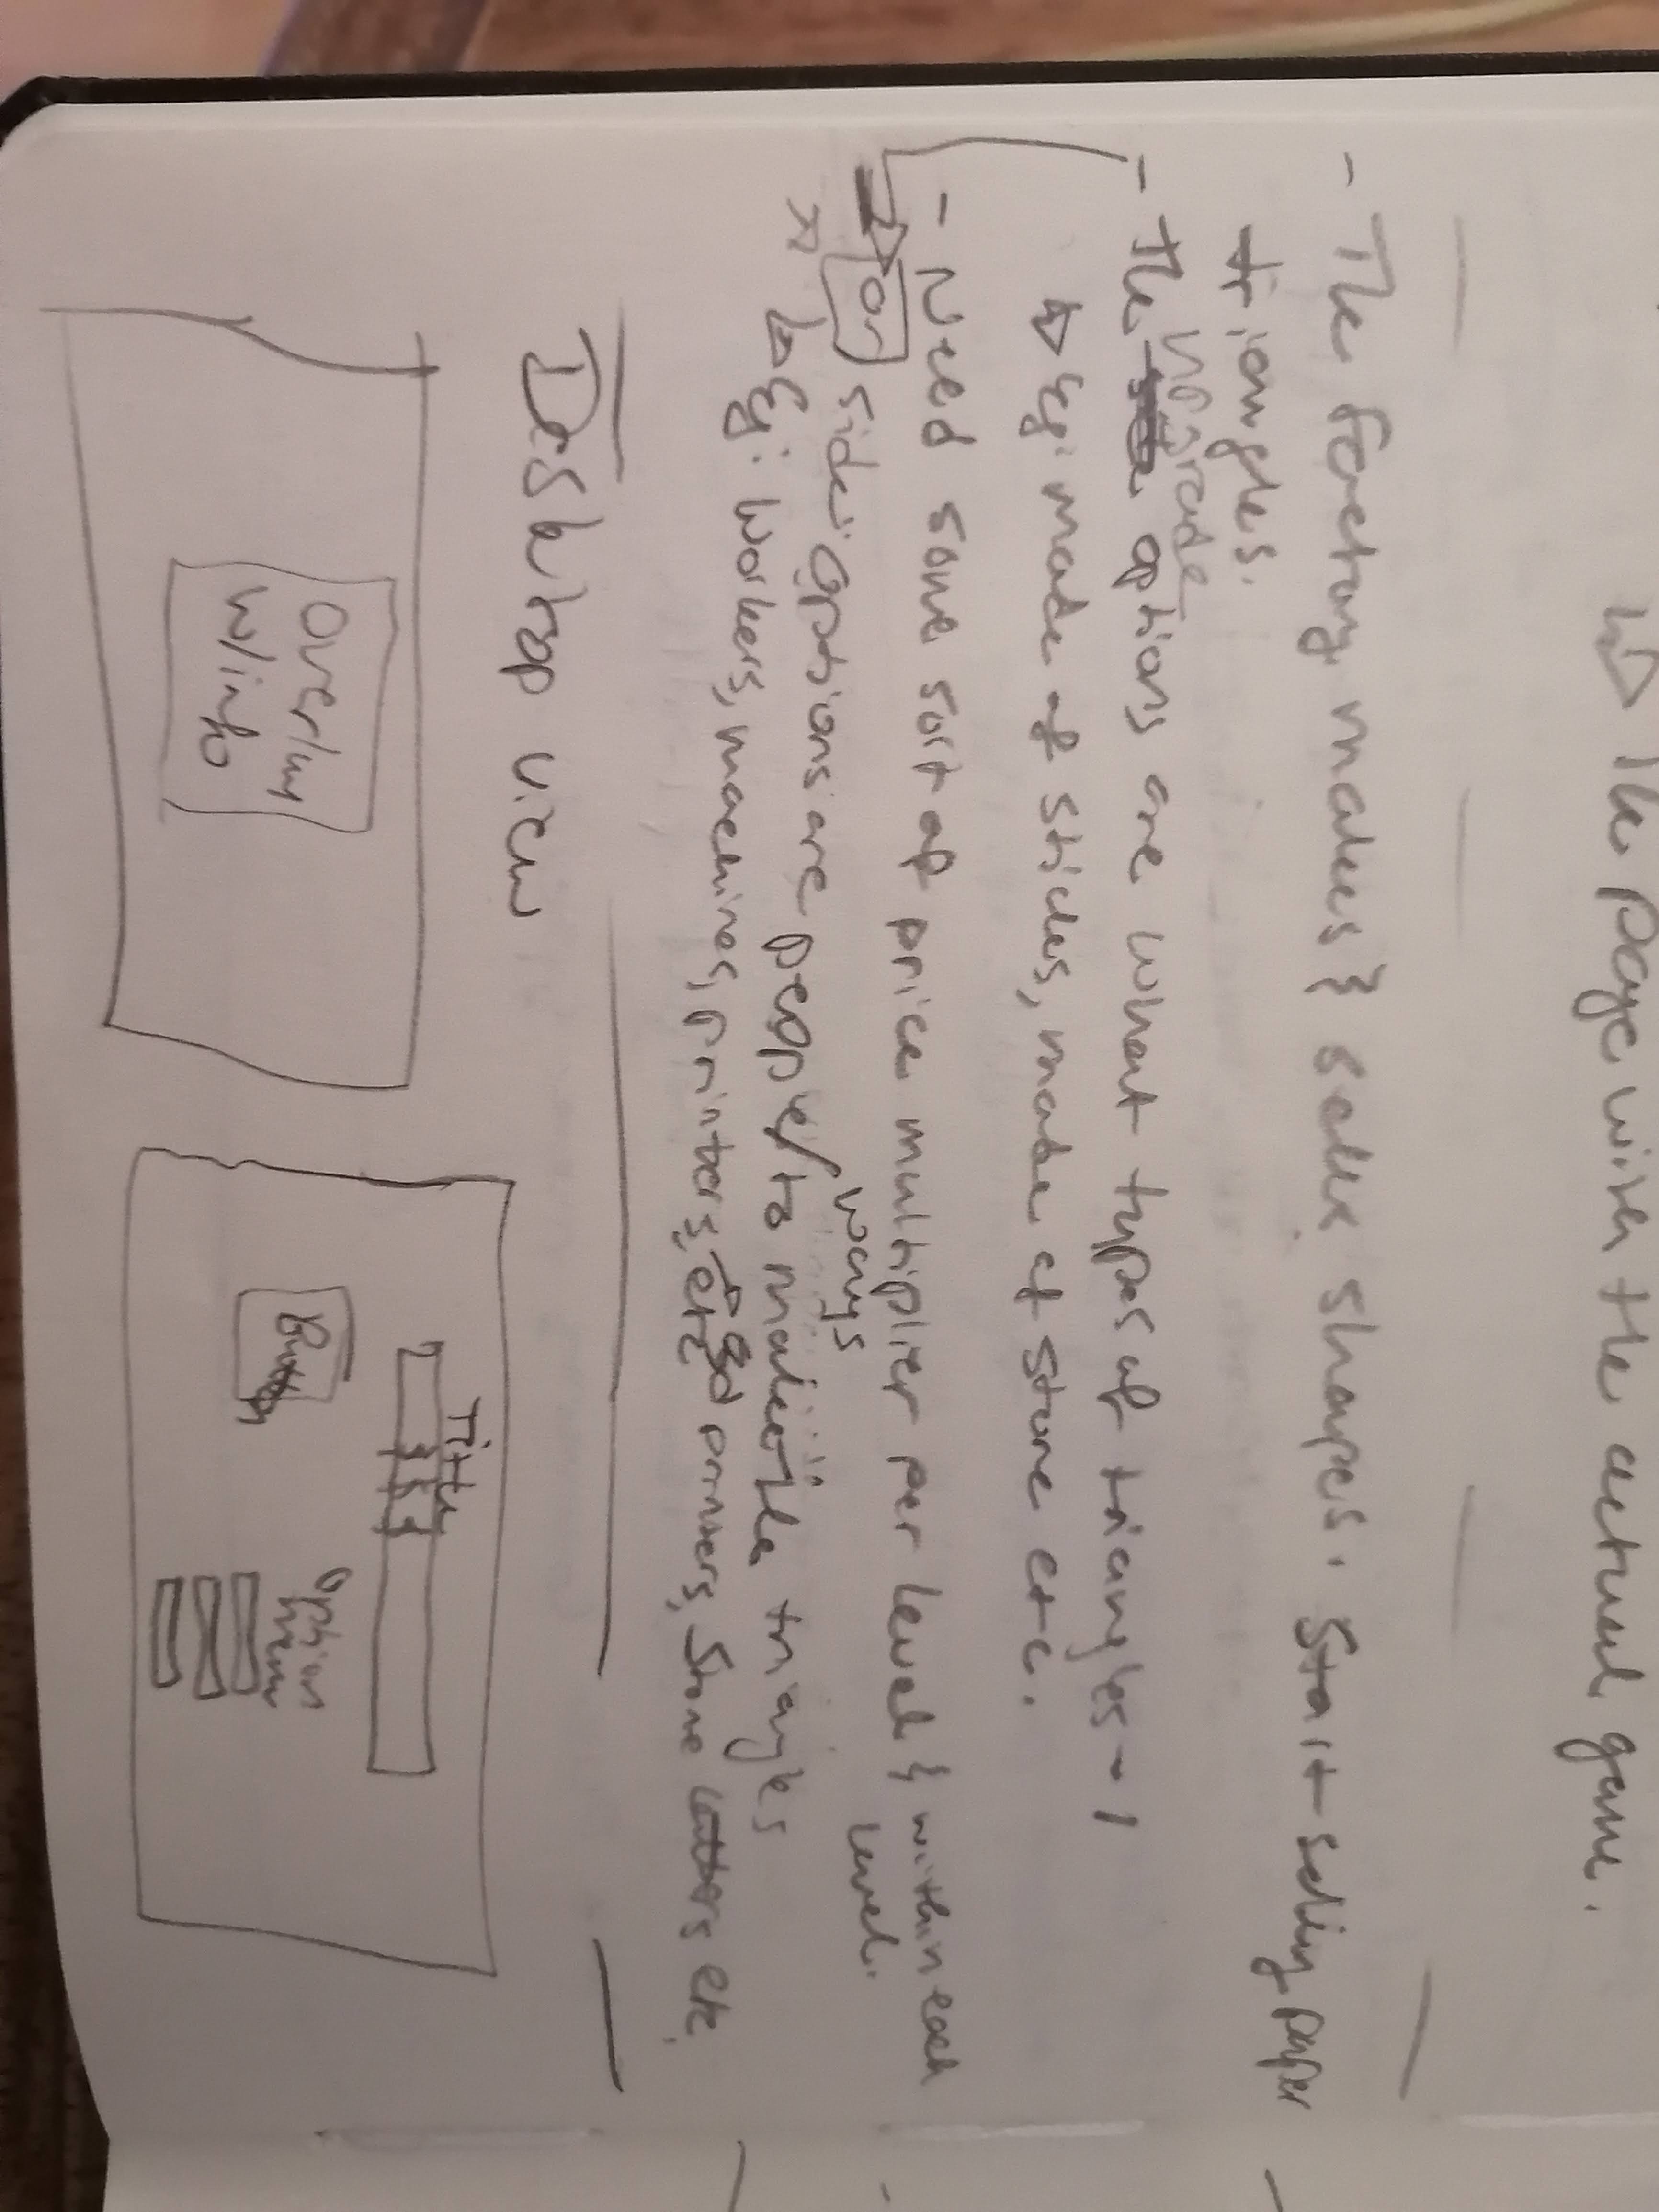 The page with the actual game.
- The factory makes & sells shapes. Start selling paper
triangles.
upgrade
- The options are what types of triangles -
Eg: made of sticks, made of stone etc.
- Need some sort of price multiplier per level & within each
level.
or side options are people/ways to make the triangles
Eg: Workers, machines, printers, 3d printers, Stone cutters etc.
Desktop view
Overlay
w/info
Title
$ $ $
Button
Option
menu